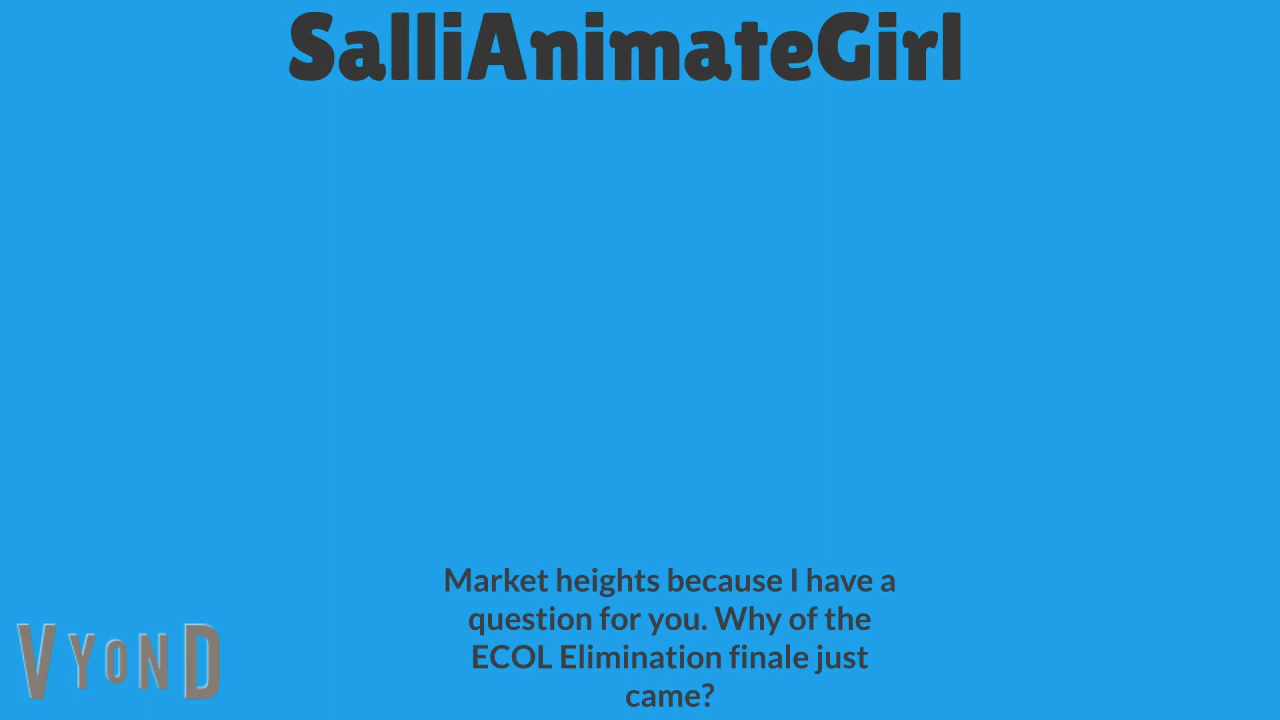 SalliAnimateGirl
Market heights because I have a
question for you. Why of the
ECOL Elimination finale just
came?
VYOND